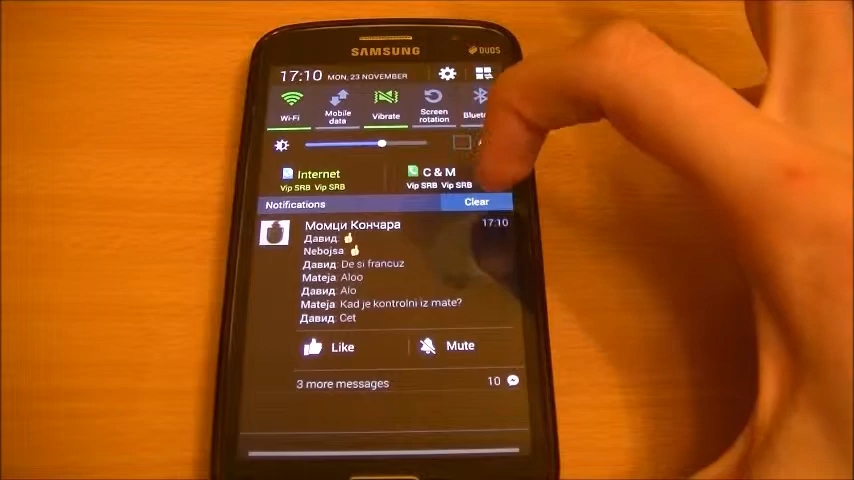 SAMSUNG
DUOS
17:10 MON, 23 NOVEMBER
Wi-Fi
Mobile data
Vibrate
Screen rotation
Internet
Vip SRB Vip SRB
C & M
Vip SRB Vip SRB
Notifications
Clear
Момци Кончара
17:10
Давид:
Nebojsa:
Давид: De si francuz
Mateja: Aloo
Давид: Alo
Mateja: Kad je kontrolni iz mate?
Давид: Cet
Like
Mute
3 more messages
10